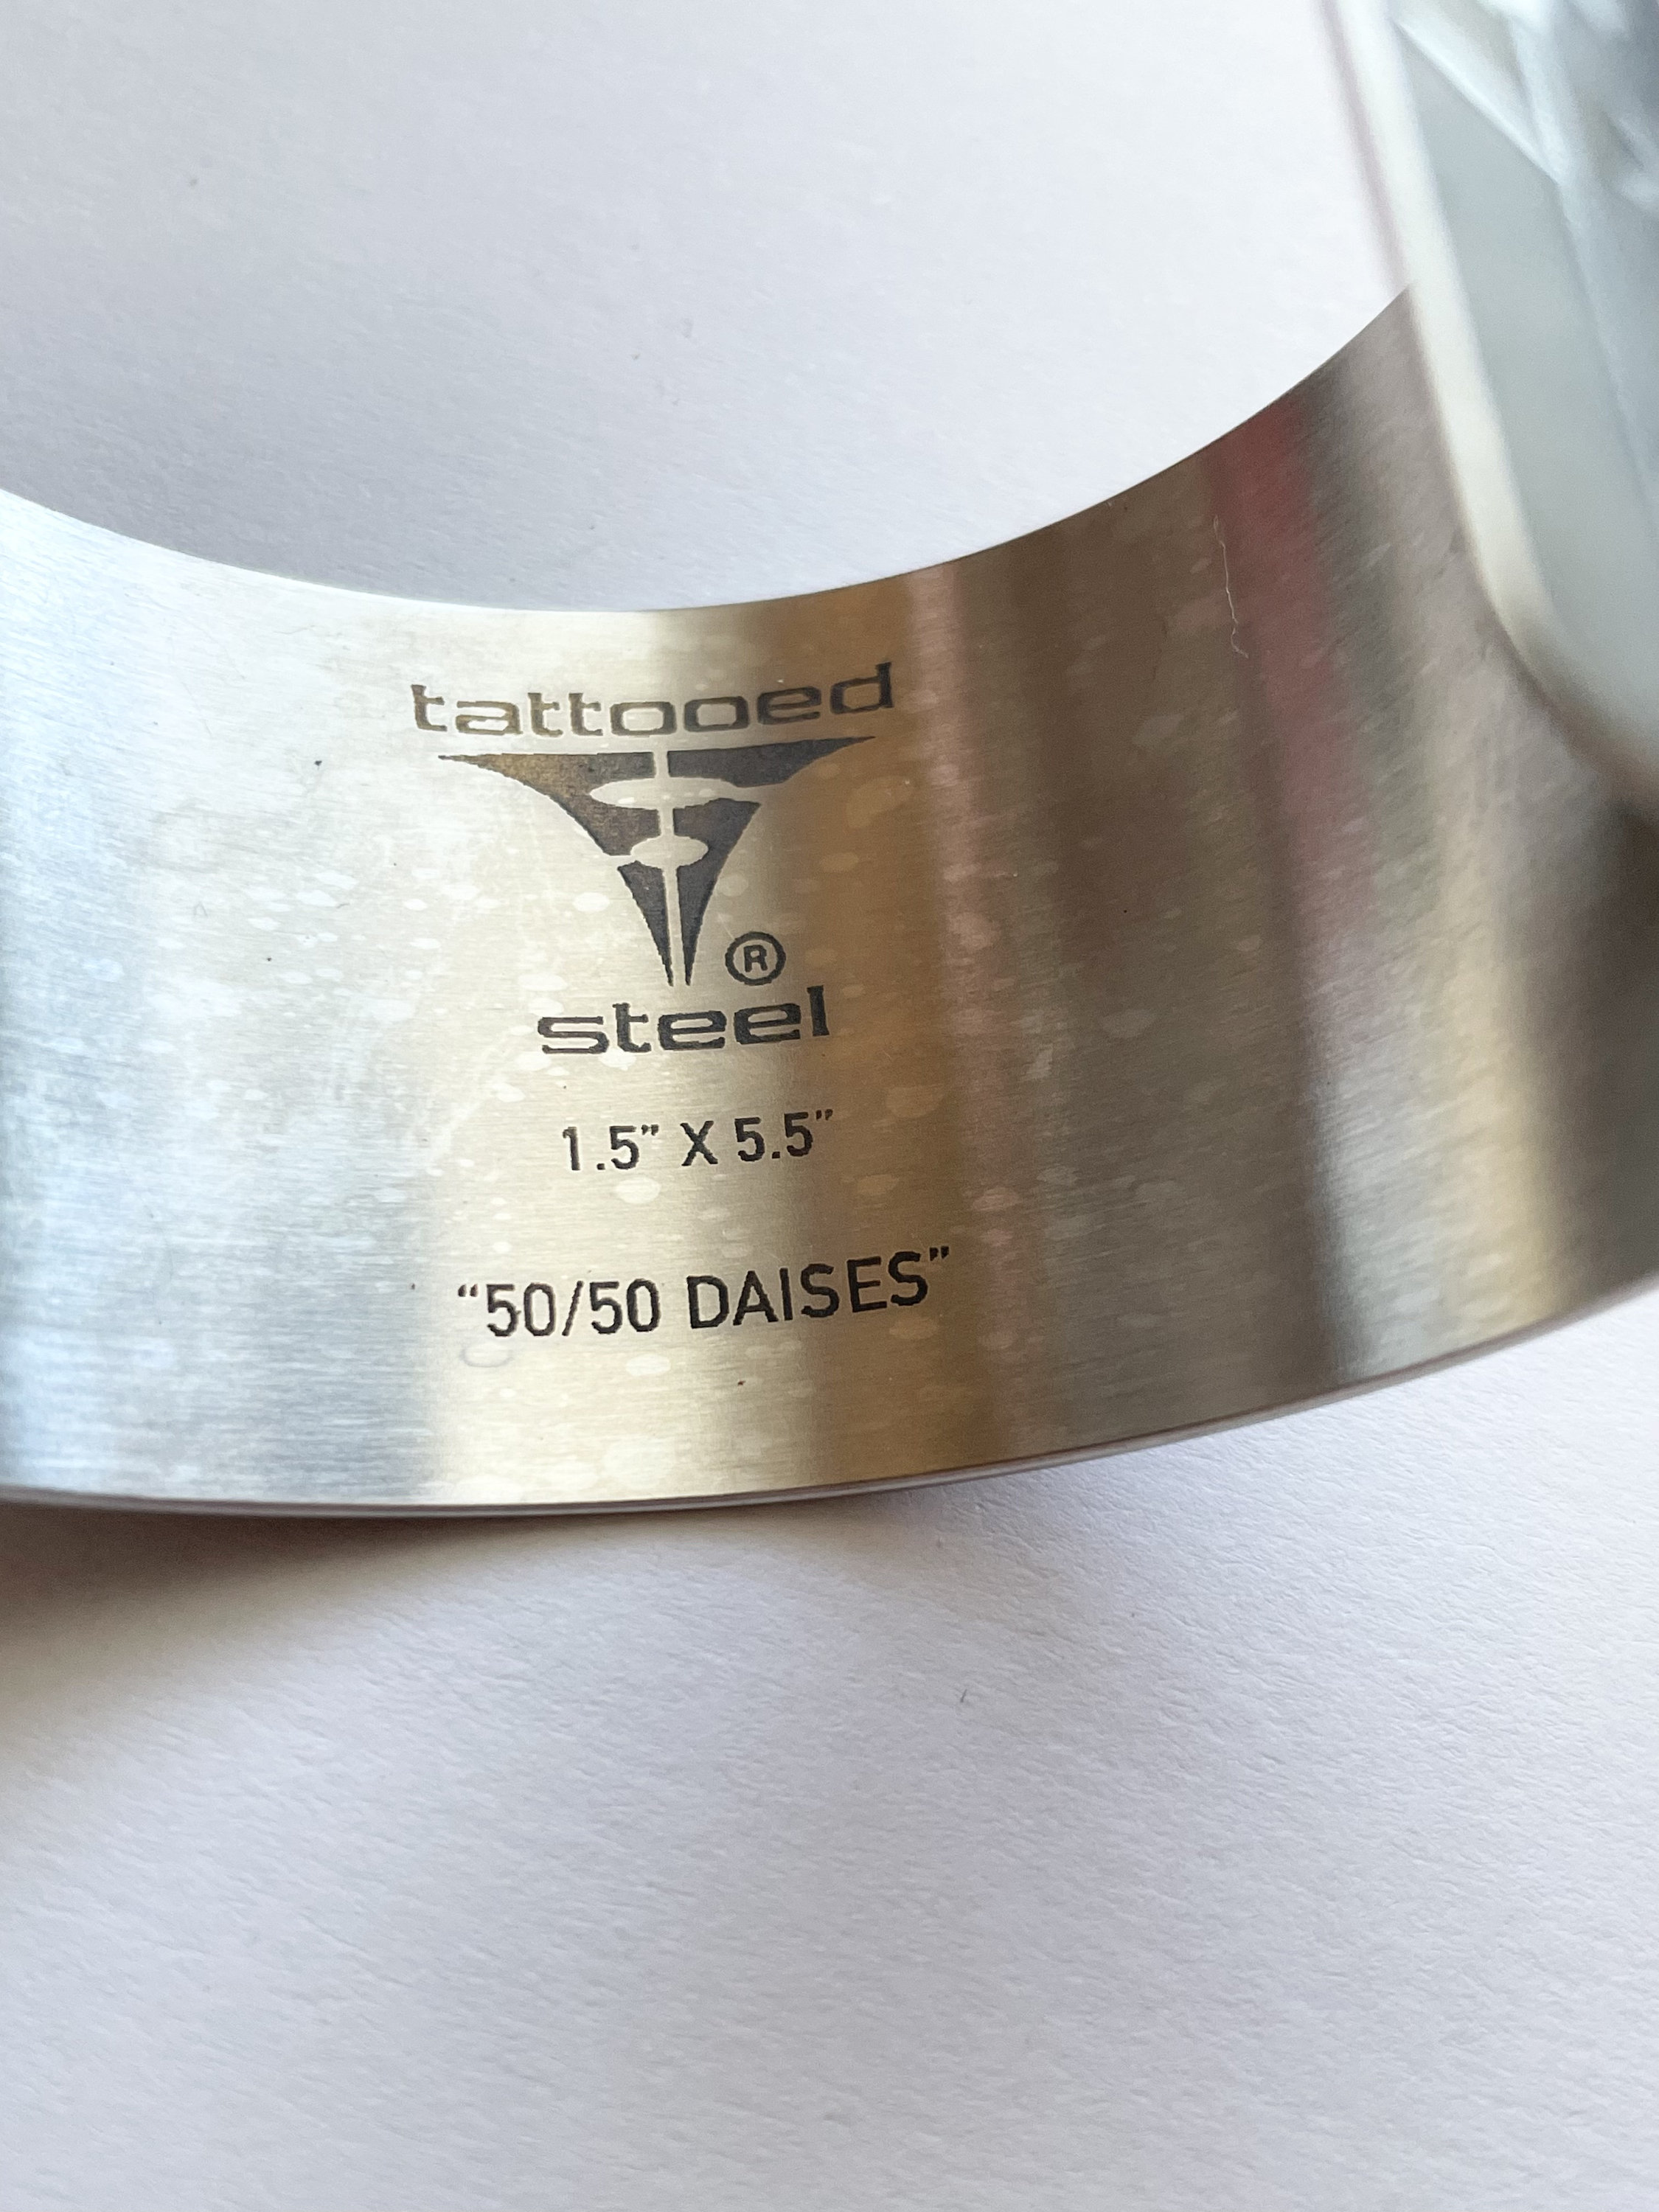 tattooed
®
steel
1.5” X 5.5”
“50/50 DAISES”